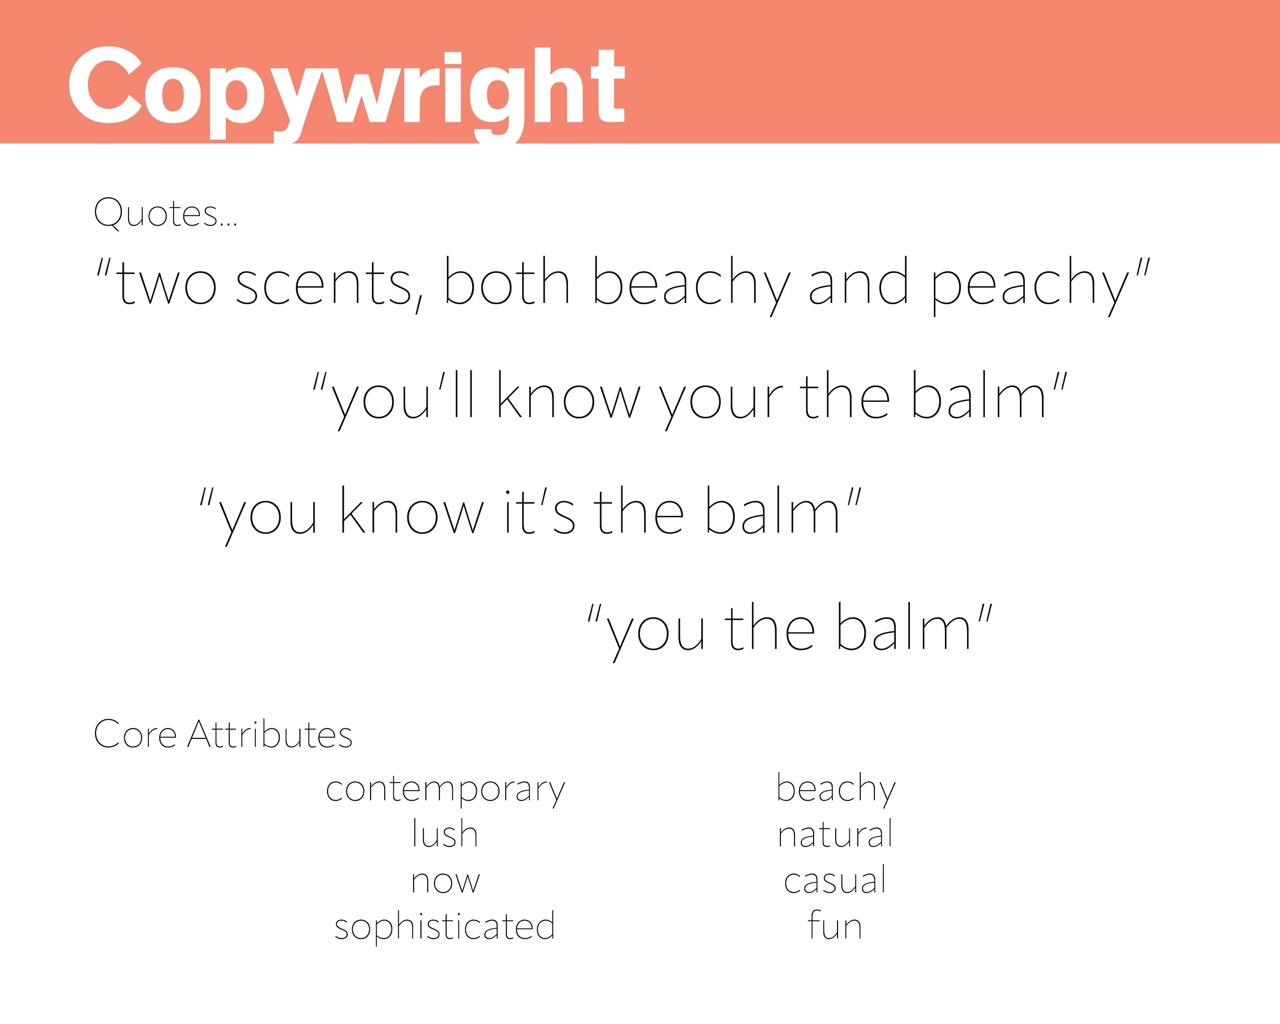 Copywright
Quotes...
"two scents, both beachy and peachy"
"you'll know your the balm"
"you know it's the balm"
"you the balm"
Core Attributes
contemporary beachy
lush natural
now casual
sophisticated fun